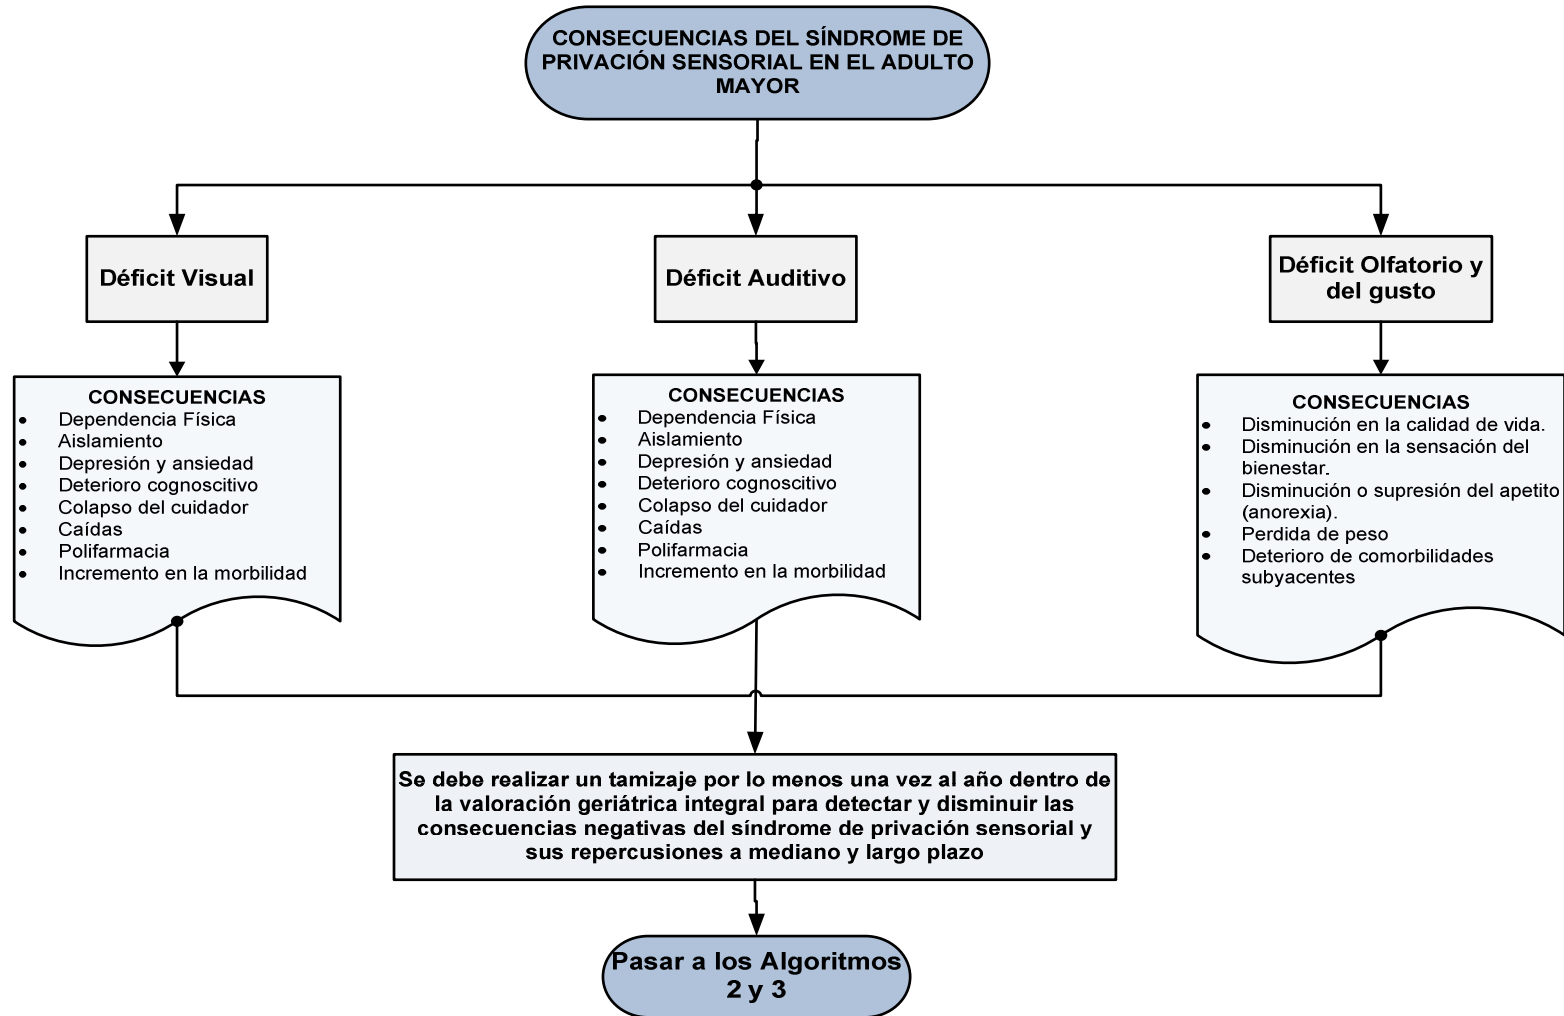 CONSECUENCIAS DEL SÍNDROME DE
PRIVACIÓN SENSORIAL EN EL ADULTO
MAYOR
Déficit Visual
Déficit Auditivo
Déficit Olfatorio y
del gusto
CONSECUENCIAS
• Dependencia Física
• Aislamiento
• Depresión y ansiedad
• Deterioro cognoscitivo
• Colapso del cuidador
• Caídas
• Polifarmacia
• Incremento en la morbilidad
CONSECUENCIAS
• Dependencia Física
• Aislamiento
• Depresión y ansiedad
• Deterioro cognoscitivo
• Colapso del cuidador
• Caídas
• Polifarmacia
• Incremento en la morbilidad
CONSECUENCIAS
• Disminución en la calidad de vida.
• Disminución en la sensación del
bienestar.
• Disminución o supresión del apetito
(anorexia).
• Perdida de peso
• Deterioro de comorbilidades
subyacentes
Se debe realizar un tamizaje por lo menos una vez al año dentro de
la valoración geriátrica integral para detectar y disminuir las
consecuencias negativas del síndrome de privación sensorial y
sus repercusiones a mediano y largo plazo
Pasar a los Algoritmos
2 y 3